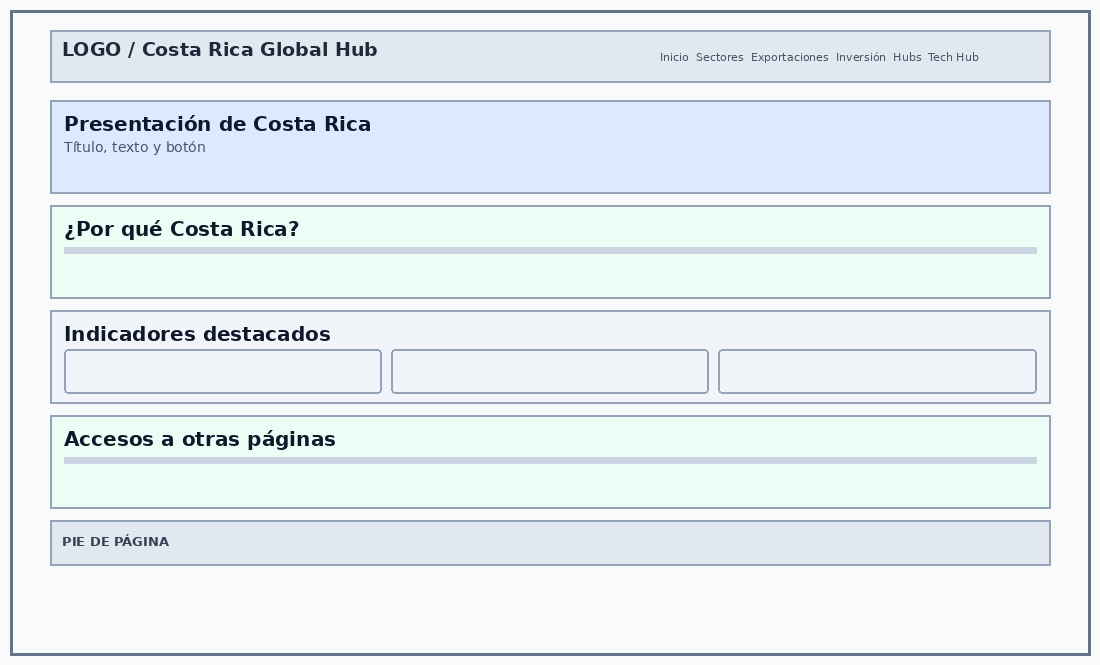 LOGO / Costa Rica Global Hub
Inicio Sectores Exportaciones Inversión Hubs Tech Hub
Presentación de Costa Rica
Título, texto y botón
¿Por qué Costa Rica?
Indicadores destacados
Accesos a otras páginas
PIE DE PÁGINA